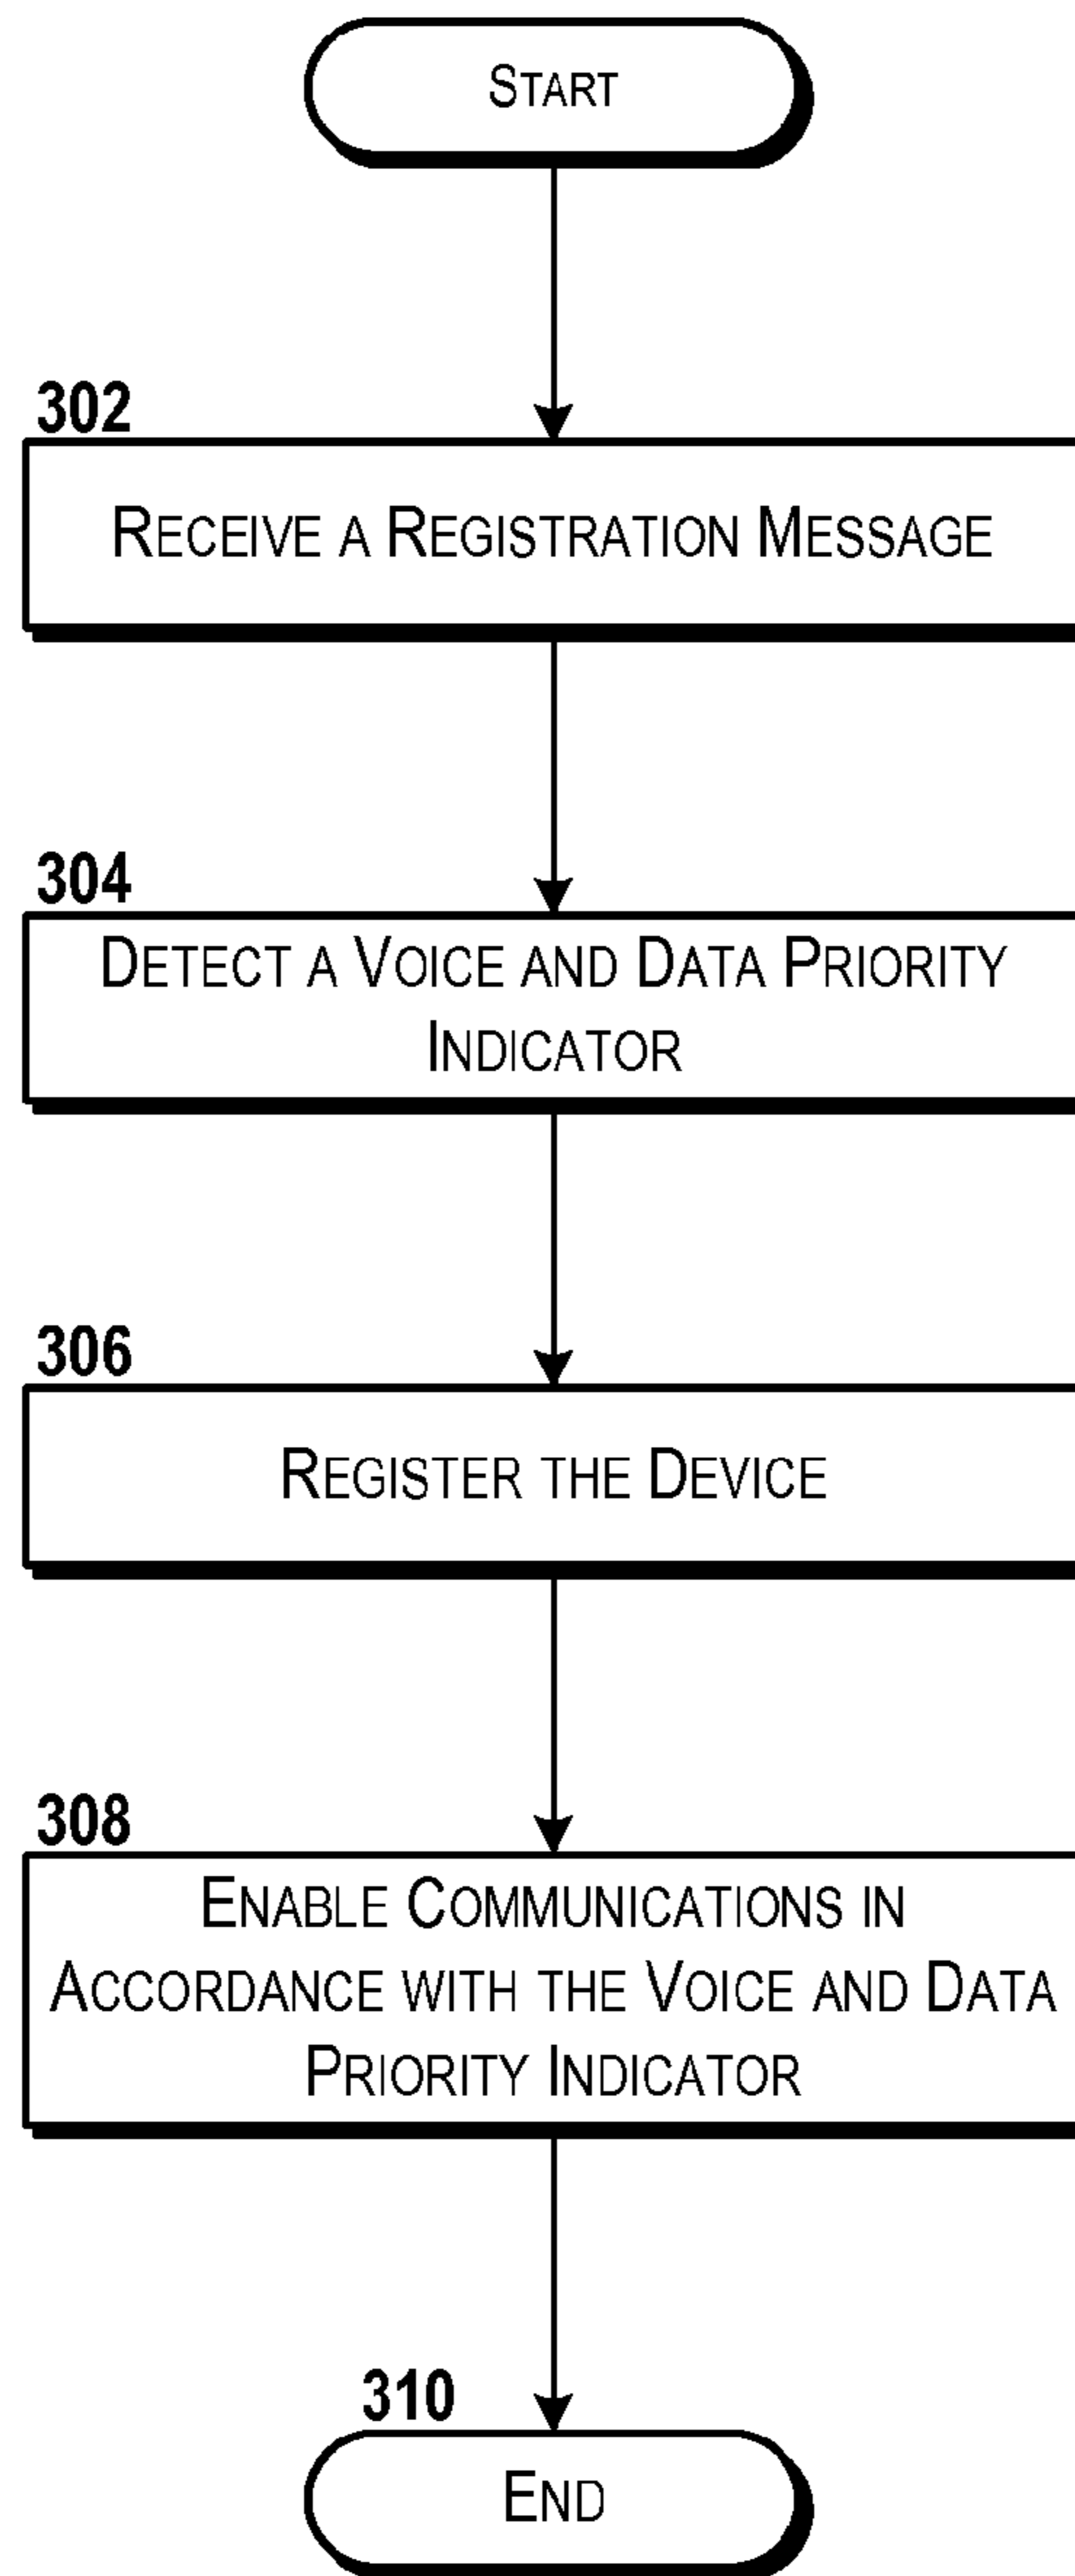 Start
302
Receive a Registration Message
304
Detect a Voice and Data Priority
Indicator
306
Register the Device
308
Enable Communications in
Accordance with the Voice and Data
Priority Indicator
310
End